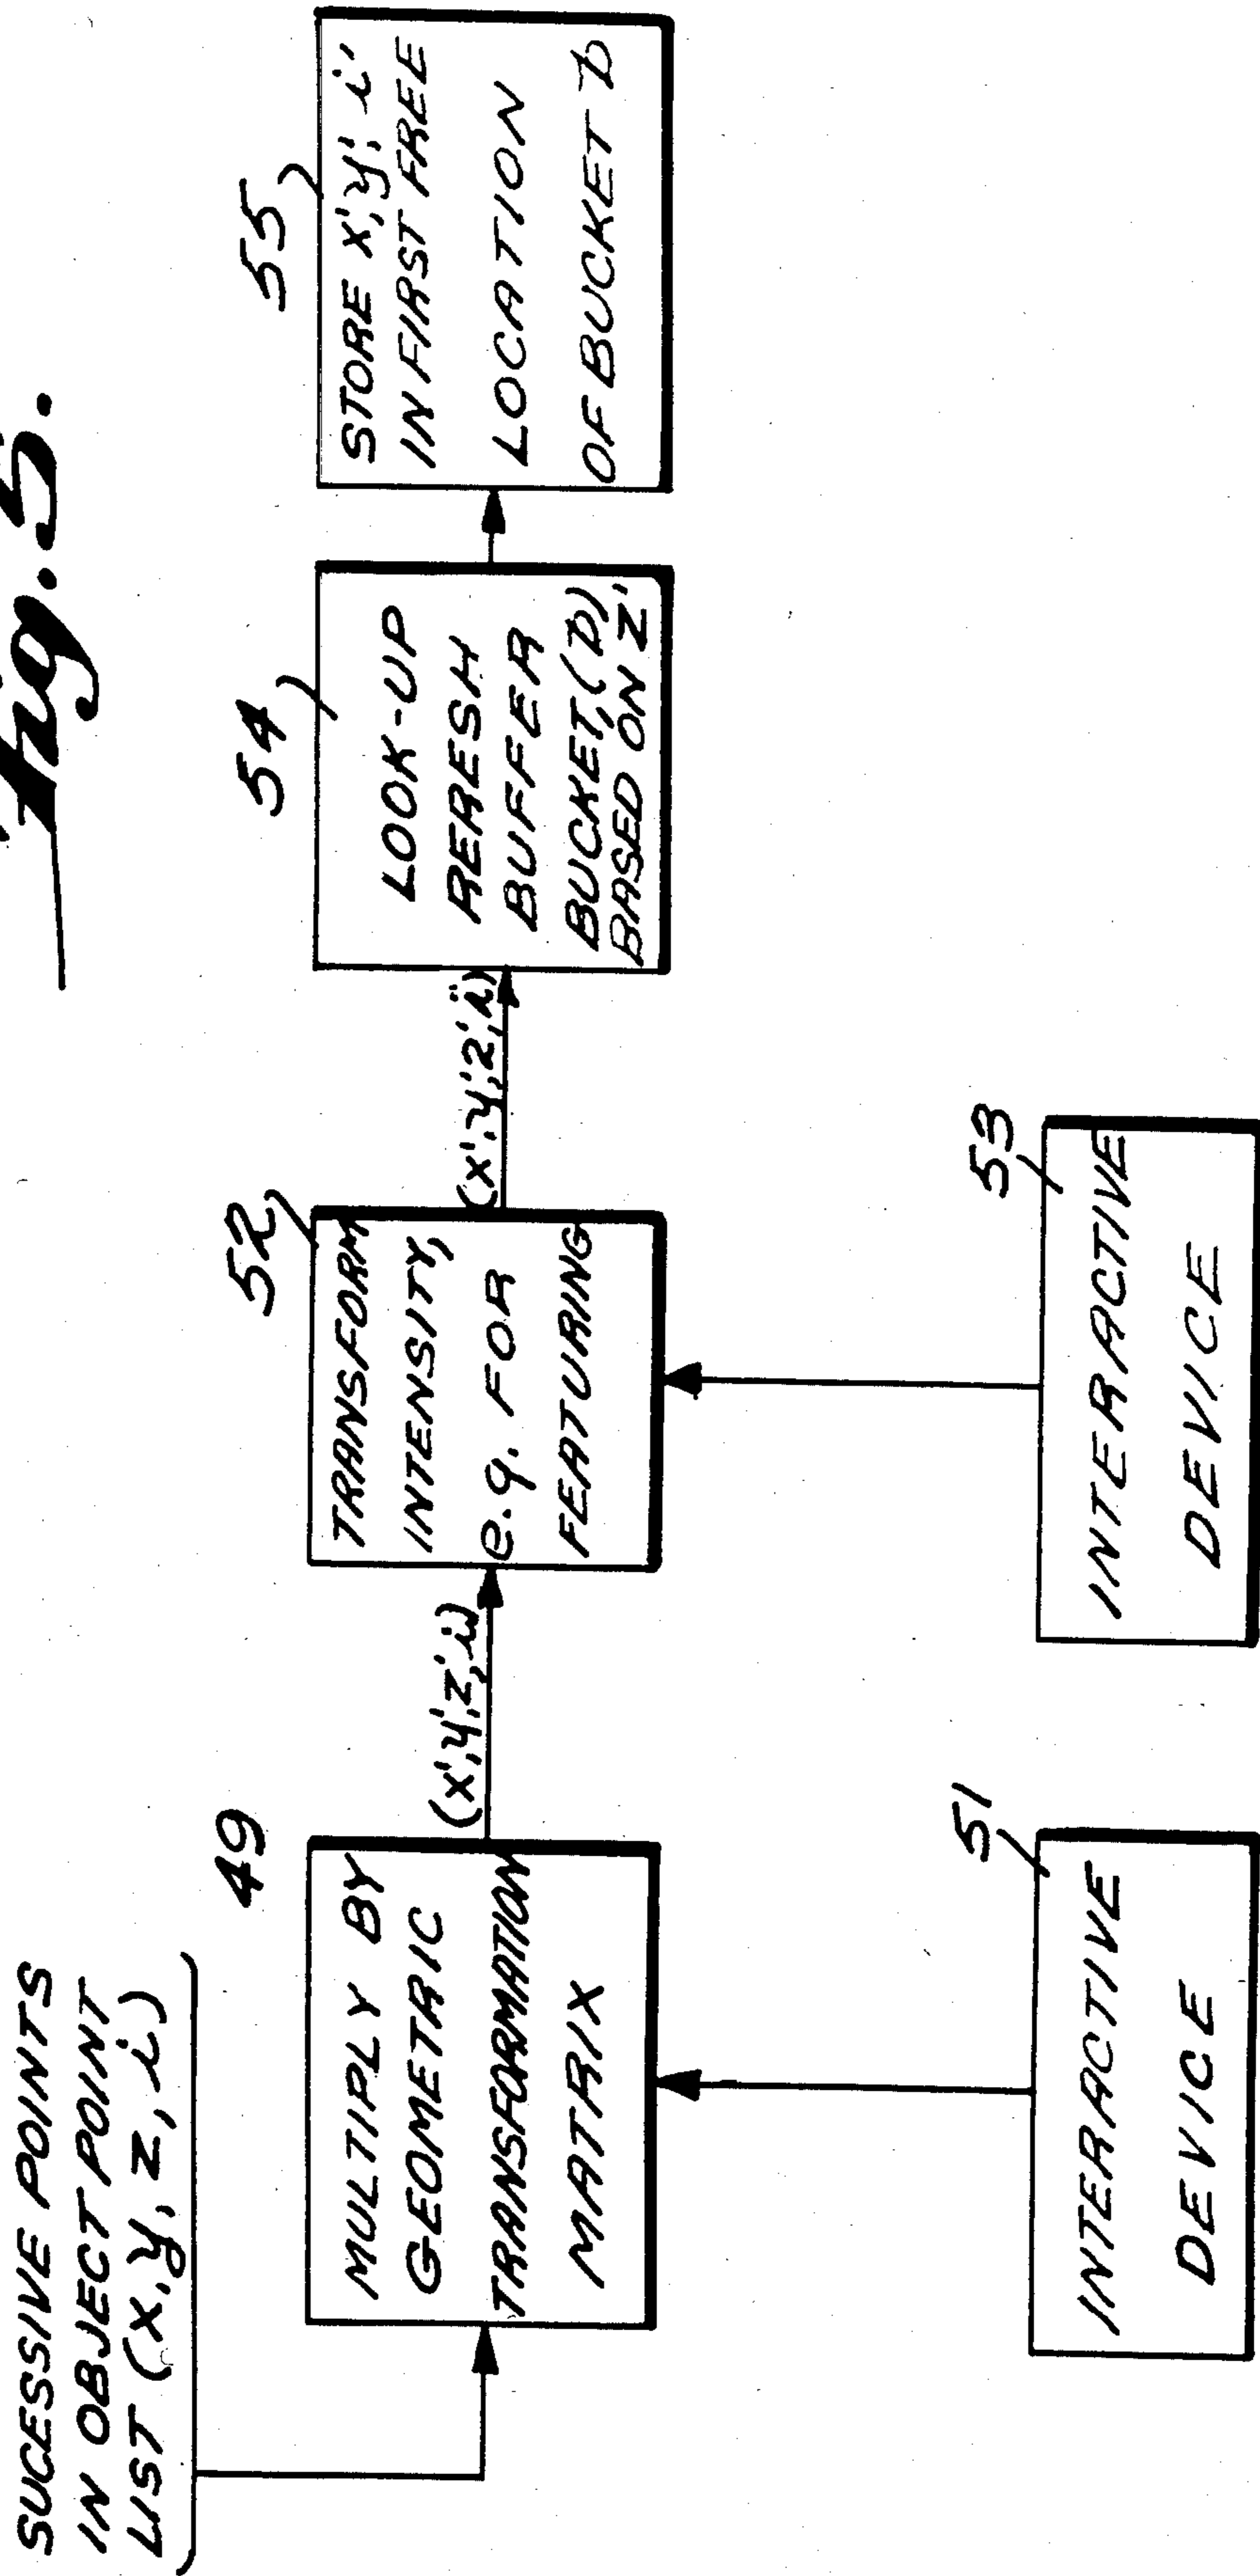 Fig. 5.
SUCESSIVE POINTS
IN OBJECT POINT
LIST (x, y, z, i)
49
MULTIPLY BY
GEOMETRIC
TRANSFORMATION
MATRIX
(x', y', z', i)
51
INTERACTIVE
DEVICE
52
TRANSFORM
INTENSITY,
e.g. FOR
FEATURING
(x', y', z', i')
53
INTERACTIVE
DEVICE
54
LOOK-UP
RERESH
BUFFER
BUCKET, (D)
BASED ON Z'
55
STORE x', y', i'
IN FIRST FREE
LOCATION
OF BUCKET D